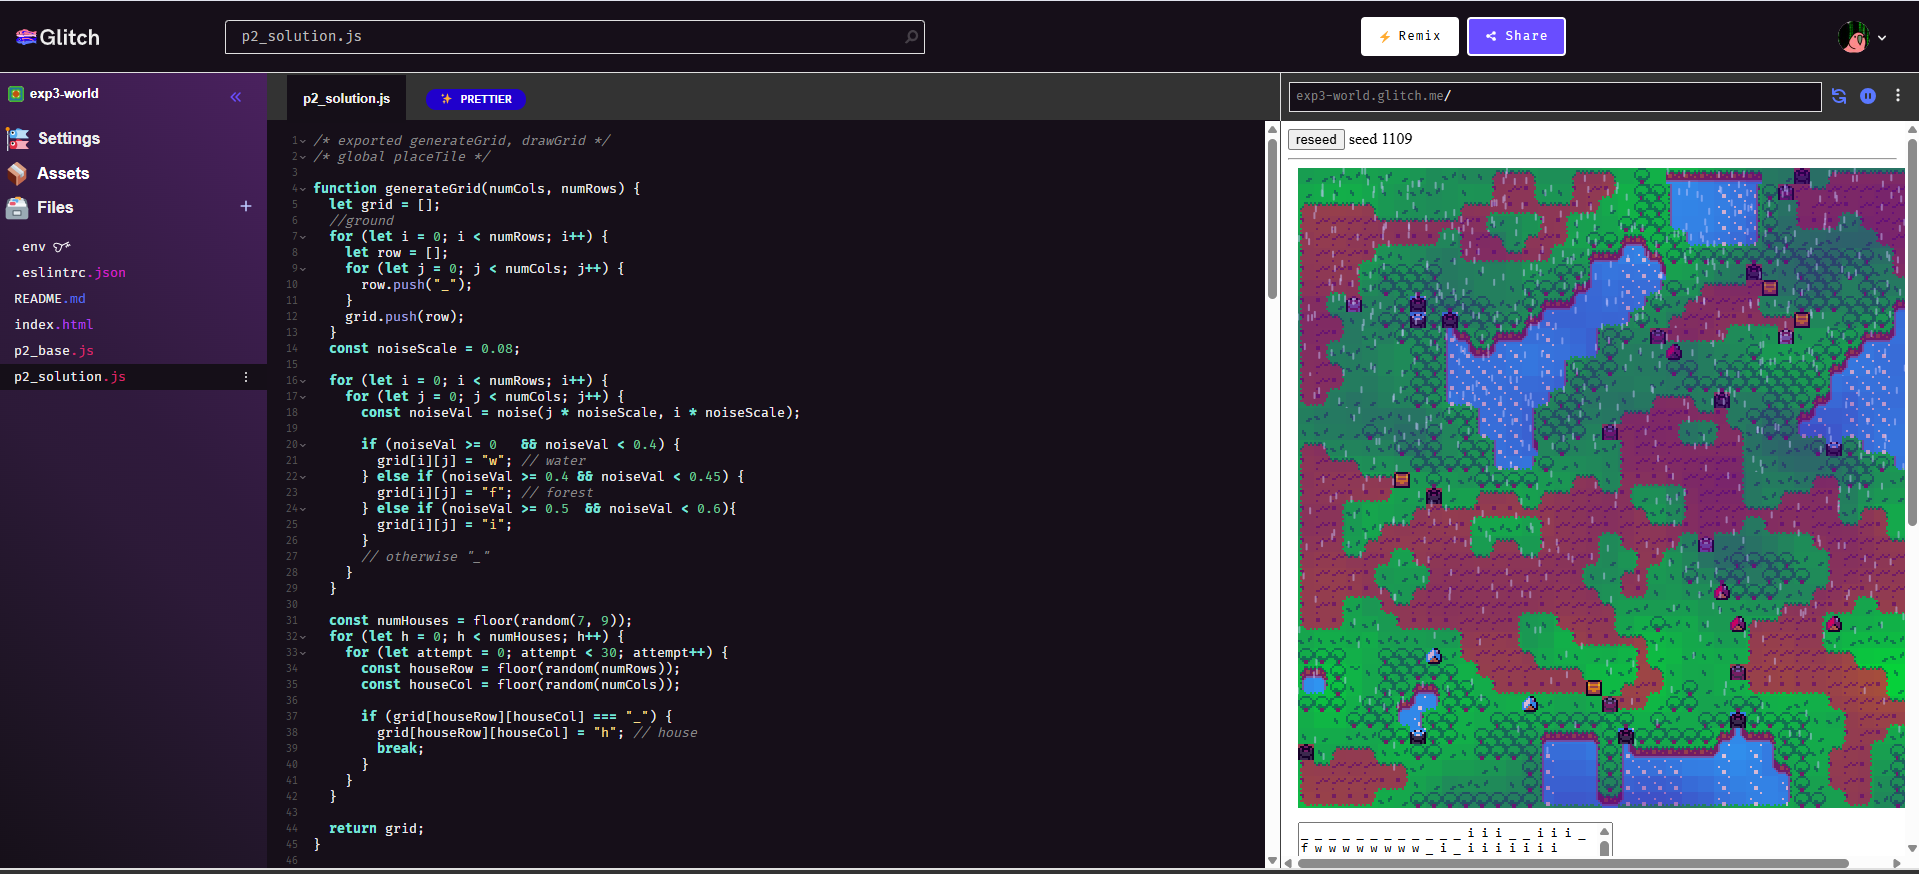 Glitch
p2_solution.js
Remix
Share
exp3-world
Settings
Assets
Files
.env
.eslintrc.json
README.md
index.html
p2_base.js
p2_solution.js
p2_solution.js
PRETTIER
1 /* exported generateGrid, drawGrid */
2 /* global placeTile */
3
4 function generateGrid(numCols, numRows) {
5 let grid = [];
6 //ground
7 for (let i = 0; i < numRows; i++) {
8 let row = [];
9 for (let j = 0; j < numCols; j++) {
10 row.push("_");
11 }
12 grid.push(row);
13 }
14 const noiseScale = 0.08;
15
16 for (let i = 0; i < numRows; i++) {
17 for (let j = 0; j < numCols; j++) {
18 const noiseVal = noise(j * noiseScale, i * noiseScale);
19
20 if (noiseVal >= 0 && noiseVal < 0.4) {
21 grid[i][j] = "w"; // water
22 } else if (noiseVal >= 0.4 && noiseVal < 0.45) {
23 grid[i][j] = "f"; // forest
24 } else if (noiseVal >= 0.5 && noiseVal < 0.6){
25 grid[i][j] = "i";
26 }
27 // otherwise "_"
28 }
29 }
30
31 const numHouses = floor(random(7, 9));
32 for (let h = 0; h < numHouses; h++) {
33 for (let attempt = 0; attempt < 30; attempt++) {
34 const houseRow = floor(random(numRows));
35 const houseCol = floor(random(numCols));
36
37 if (grid[houseRow][houseCol] === "_") {
38 grid[houseRow][houseCol] = "h"; // house
39 break;
40 }
41 }
42 }
43
44 return grid;
45 }
46
exp3-world.glitch.me/
reseed seed 1109
_ _ _ _ _ _ _ _ _ _ _ _ i i i _ _ i i i _
f w w w w w w w w _ i _ i i i i i i i